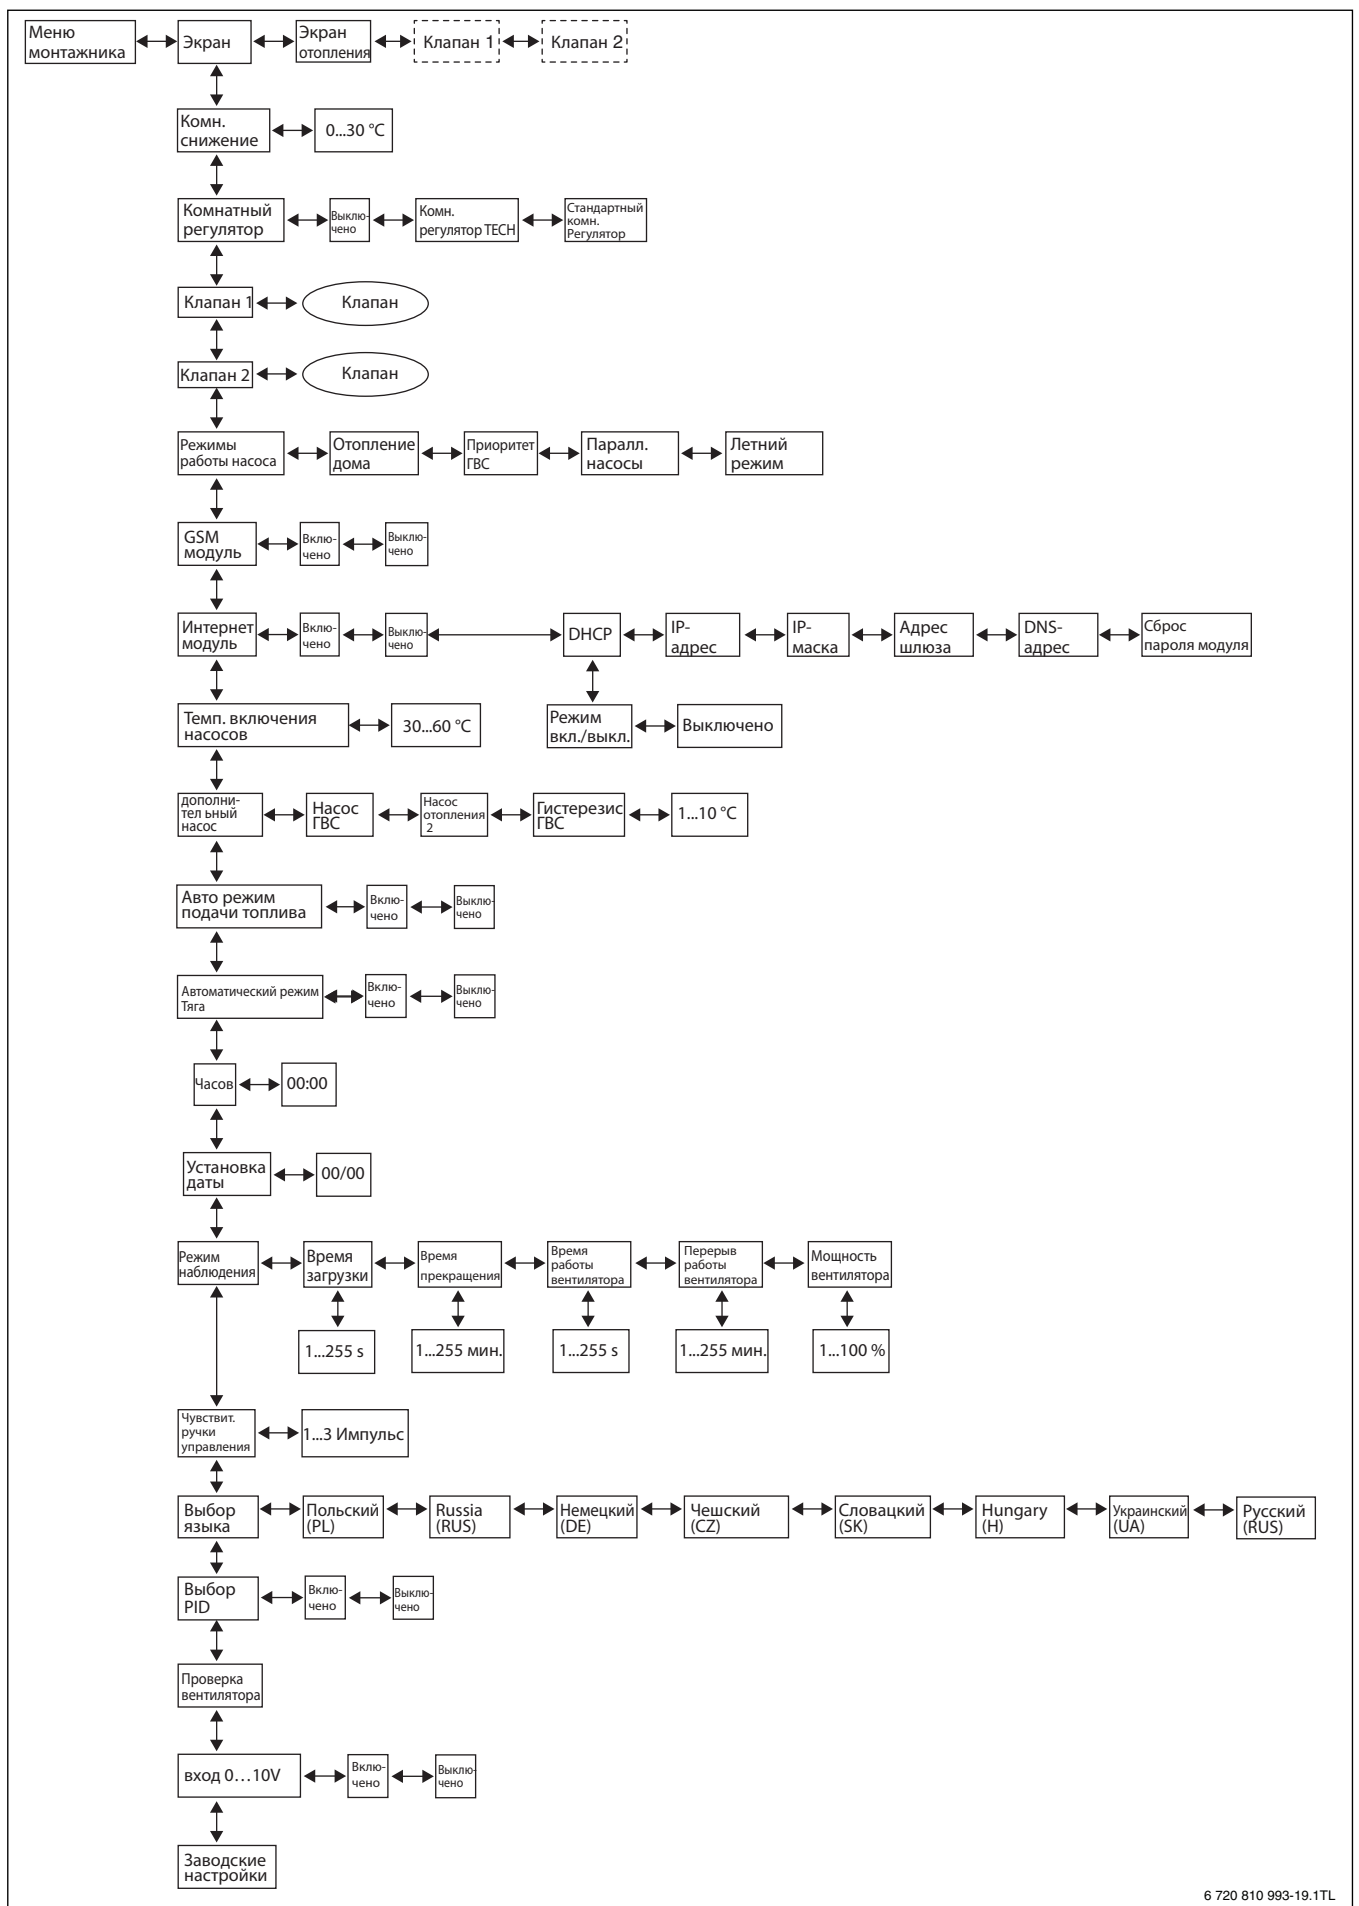 Меню
монтажника
Экран
Экран
отопления
Клапан 1
Клапан 2
Комн.
снижение
0...30 °C
Комнатный
регулятор
Выклю-
чено
Комн.
регулятор TECH
Стандартный
комн.
Регулятор
Клапан 1
Клапан
Клапан 2
Клапан
Режимы
работы насоса
Отопление
дома
Приоритет
ГВС
Паралл.
насосы
Летний
режим
GSM
модуль
Вклю-
чено
Выклю-
чено
Интернет
модуль
Вклю-
чено
Выклю-
чено
DHCP
IP-
адрес
IP-
маска
Адрес
шлюза
DNS-
адрес
Сброс
пароля модуля
Темп. включения
насосов
30...60 °C
Режим
вкл./выкл.
Выключено
дополни-
тел ьный
насос
Насос
ГВС
Насос
отопления
2
Гистерезис
ГВС
1...10 °C
Авто режим
подачи топлива
Вклю-
чено
Выклю-
чено
Автоматический режим
Тяга
Вклю-
чено
Выклю-
чено
Часов
00:00
Установка
даты
00/00
Режим
наблюдения
Время
загрузки
Время
прекращения
Время
работы
вентилятора
Перерыв
работы
вентилятора
Мощность
вентилятора
1...255 s
1...255 мин.
1...255 s
1...255 мин.
1...100 %
Чувствит.
ручки
управления
1...3 Импульс
Выбор
языка
Польский
(PL)
Russia
(RUS)
Немецкий
(DE)
Чешский
(CZ)
Словацкий
(SK)
Hungary
(H)
Украинский
(UA)
Русский
(RUS)
Выбор
PID
Вклю-
чено
Выклю-
чено
Проверка
вентилятора
вход 0…10V
Вклю-
чено
Выклю-
чено
Заводские
настройки
6 720 810 993-19.1TL